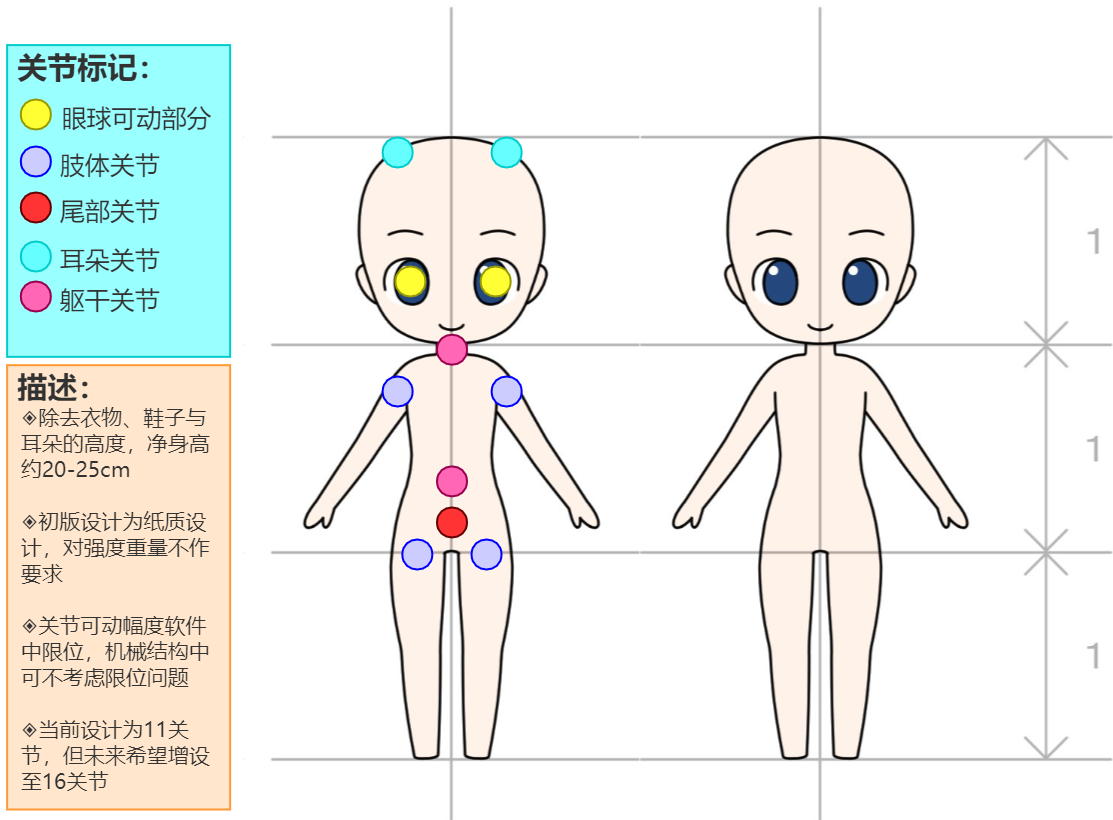 关节标记：
眼球可动部分
肢体关节
尾部关节
耳朵关节
躯干关节
描述：
◈除去衣物、鞋子与
耳朵的高度，净身高
约20-25cm
◈初版设计为纸质设
计，对强度重量不作
要求
◈关节可动幅度软件
中限位，机械结构中
可不考虑限位问题
◈当前设计为11关
节，但未来希望增设
至16关节
1
1
1